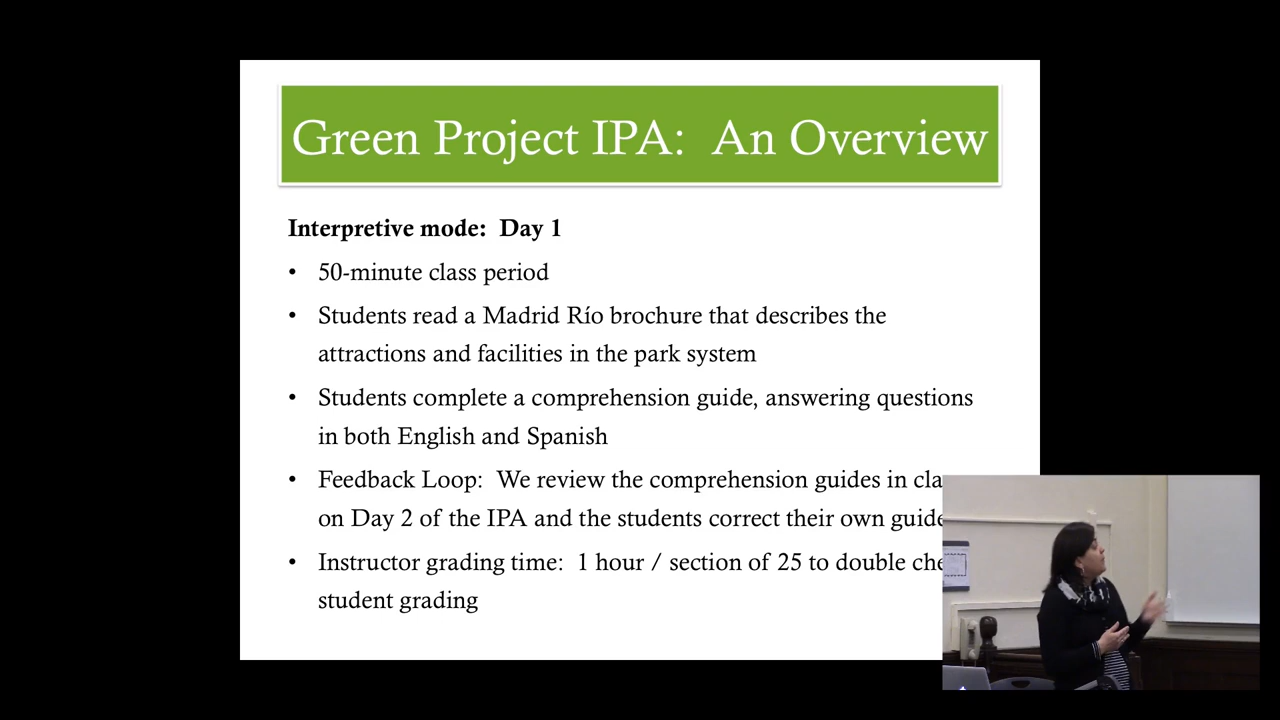 Green Project IPA: An Overview
Interpretive mode: Day 1
• 50-minute class period
• Students read a Madrid Río brochure that describes the
attractions and facilities in the park system
• Students complete a comprehension guide, answering questions
in both English and Spanish
• Feedback Loop: We review the comprehension guides in
on Day 2 of the IPA and the students correct their own
• Instructor grading time: 1 hour / section of 25 to double
student grading